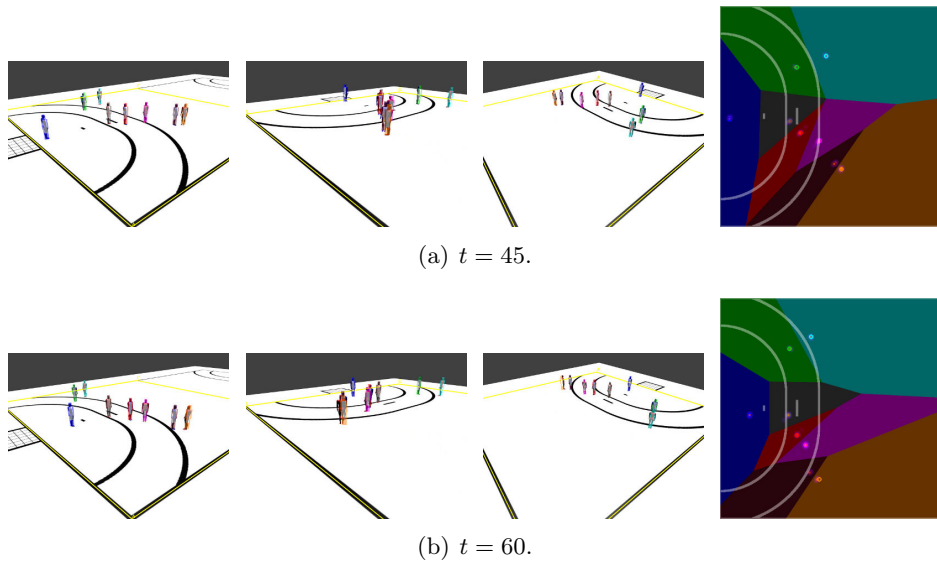 (a) t = 45.
(b) t = 60.